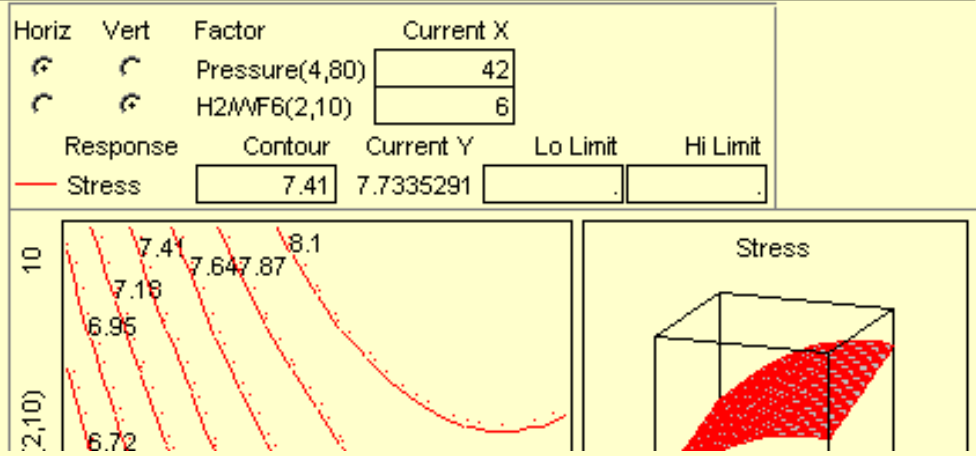 Horiz Vert Factor Current X
Pressure(4,80) 42
H2/WF6(2,10) 6
Response Contour Current Y Lo Limit Hi Limit
Stress 7.41 7.7335291 . .
10
8.1
7.41
7.64 7.87
7.18
6.95
6.72
2,10)
Stress